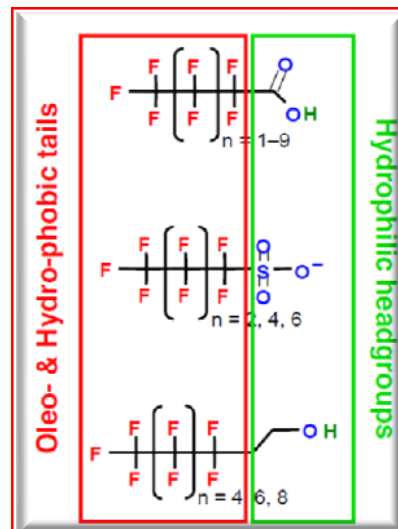 Oleo- & Hydro-phobic tails
F F F O
F
F F F OH
n = 1–9
F F F O
F S O⁻
F F F O
n = 2, 4, 6
OH
F F F
F
F F F
n = 4, 6, 8
Hydrophilic headgroups